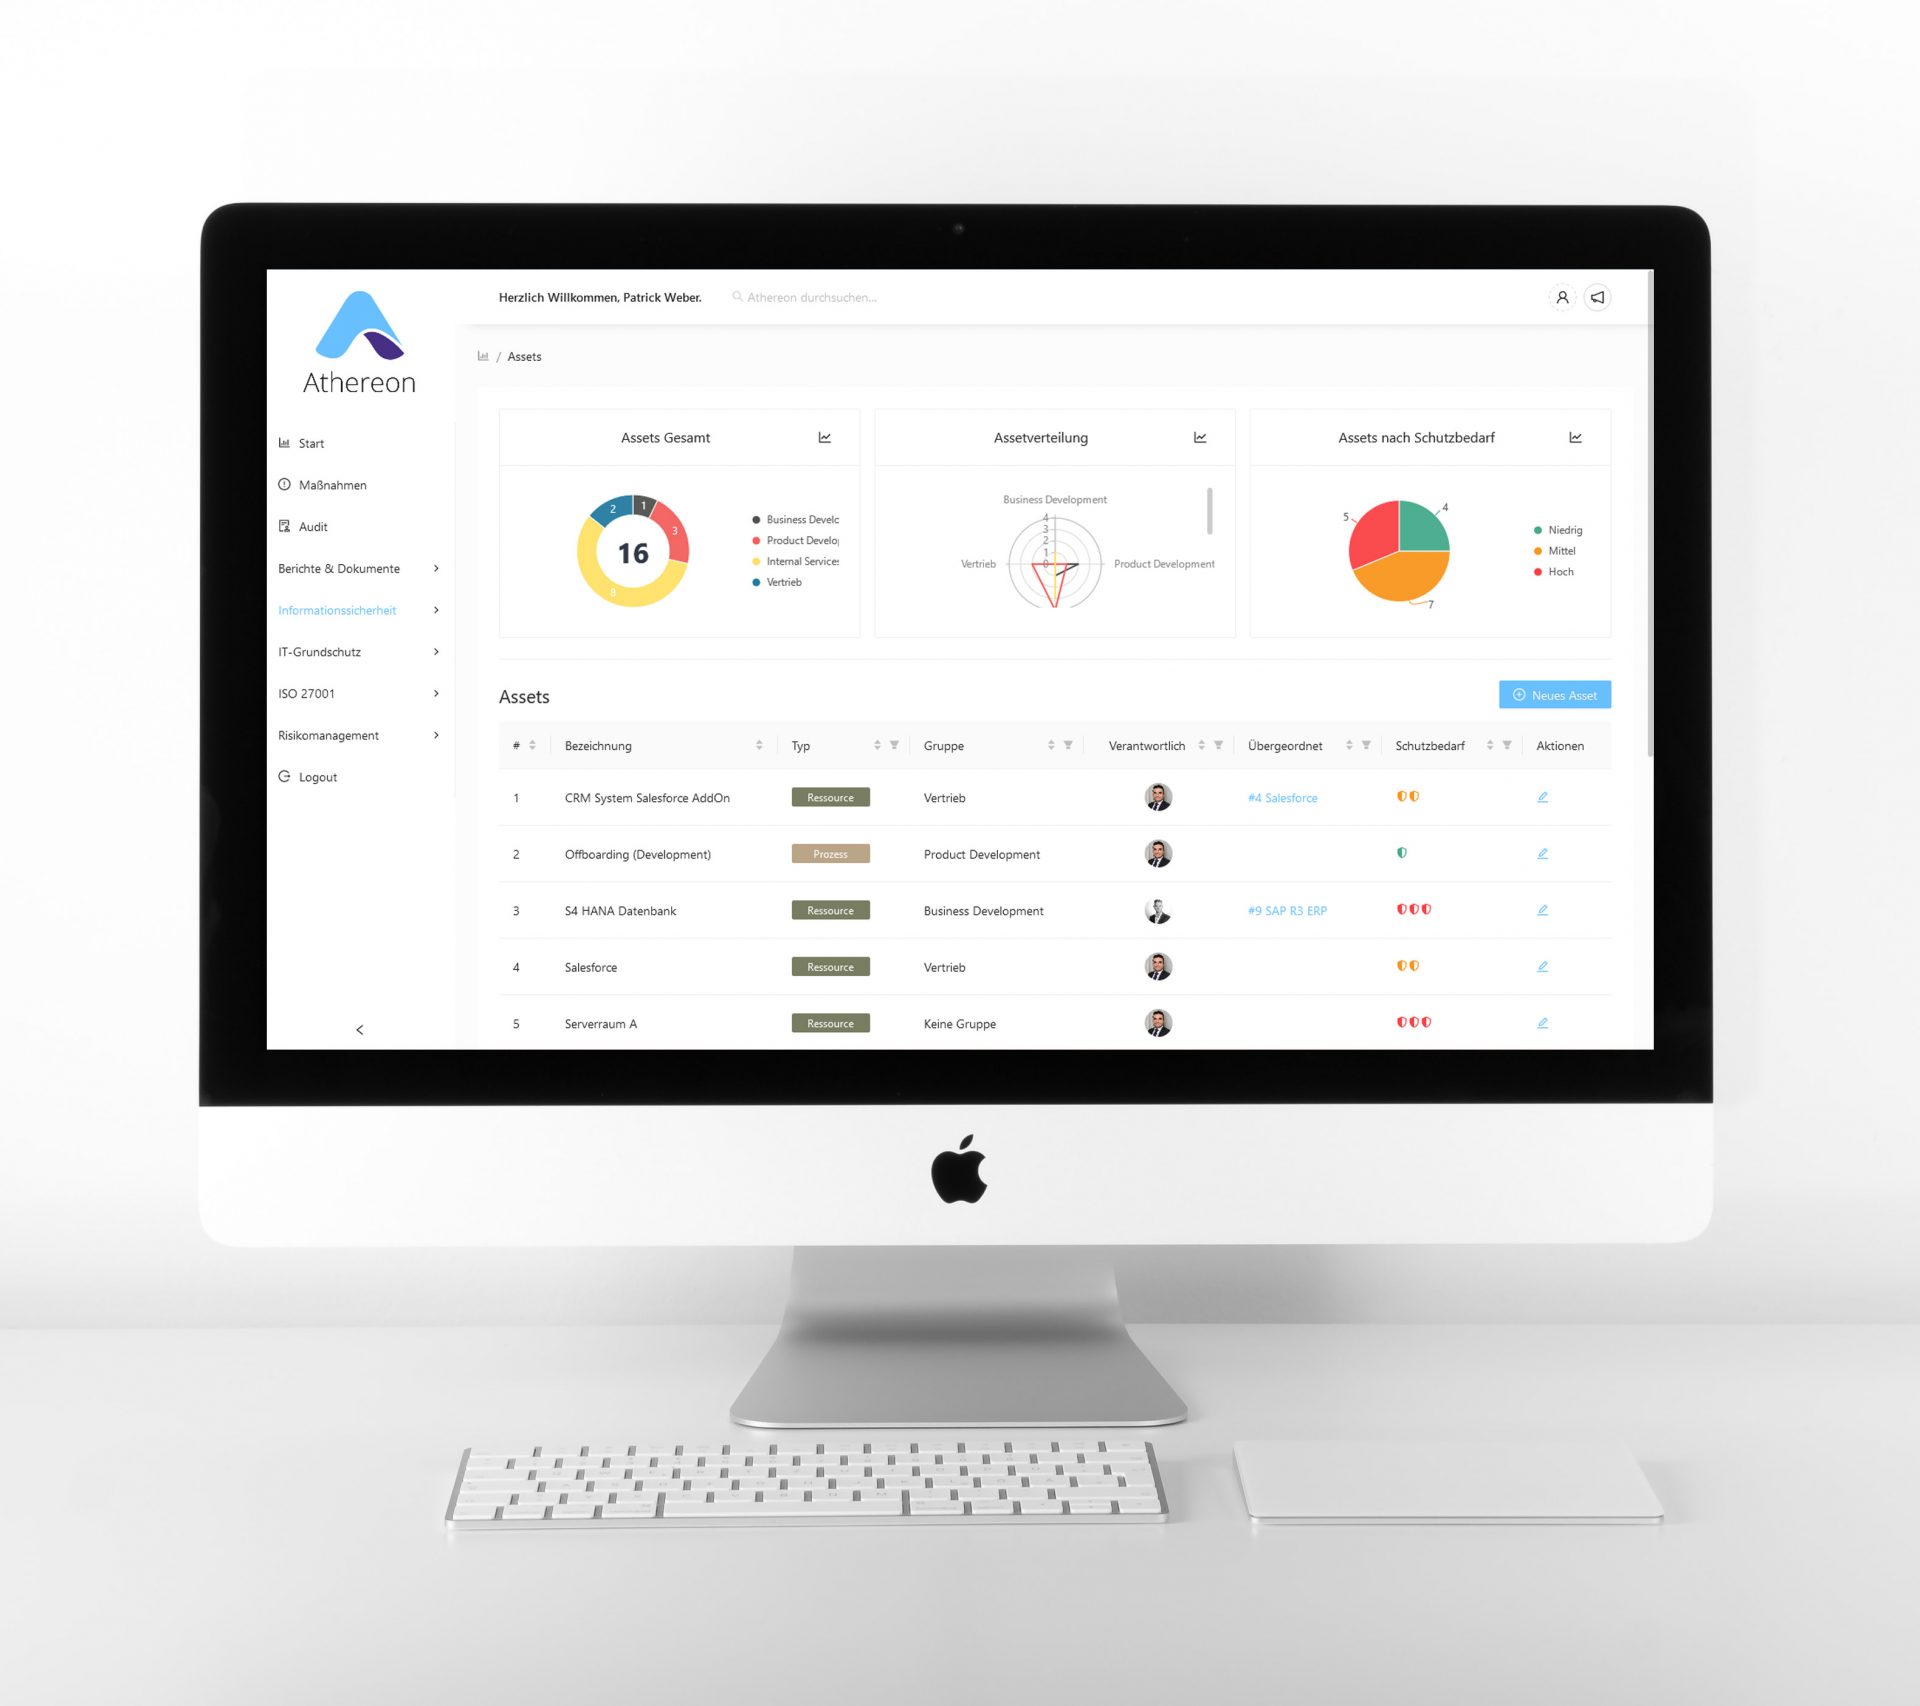 Athereon
Herzlich Willkommen, Patrick Weber.
Athereon durchsuchen...
/ Assets
Start
Maßnahmen
Audit
Berichte & Dokumente
Informationssicherheit
IT-Grundschutz
ISO 27001
Risikomanagement
Logout
Assets Gesamt
2
1
3
8
16
Business Develo
Product Develo
Internal Services
Vertrieb
Assetverteilung
Business Development
4
3
2
1
0
Vertrieb
Product Development
Assets nach Schutzbedarf
5
4
7
Niedrig
Mittel
Hoch
Assets
Neues Asset
# Bezeichnung Typ Gruppe Verantwortlich Übergeordnet Schutzbedarf Aktionen
1 CRM System Salesforce AddOn Ressource Vertrieb #4 Salesforce
2 Offboarding (Development) Prozess Product Development
3 S4 HANA Datenbank Ressource Business Development #9 SAP R3 ERP
4 Salesforce Ressource Vertrieb
5 Serverraum A Ressource Keine Gruppe